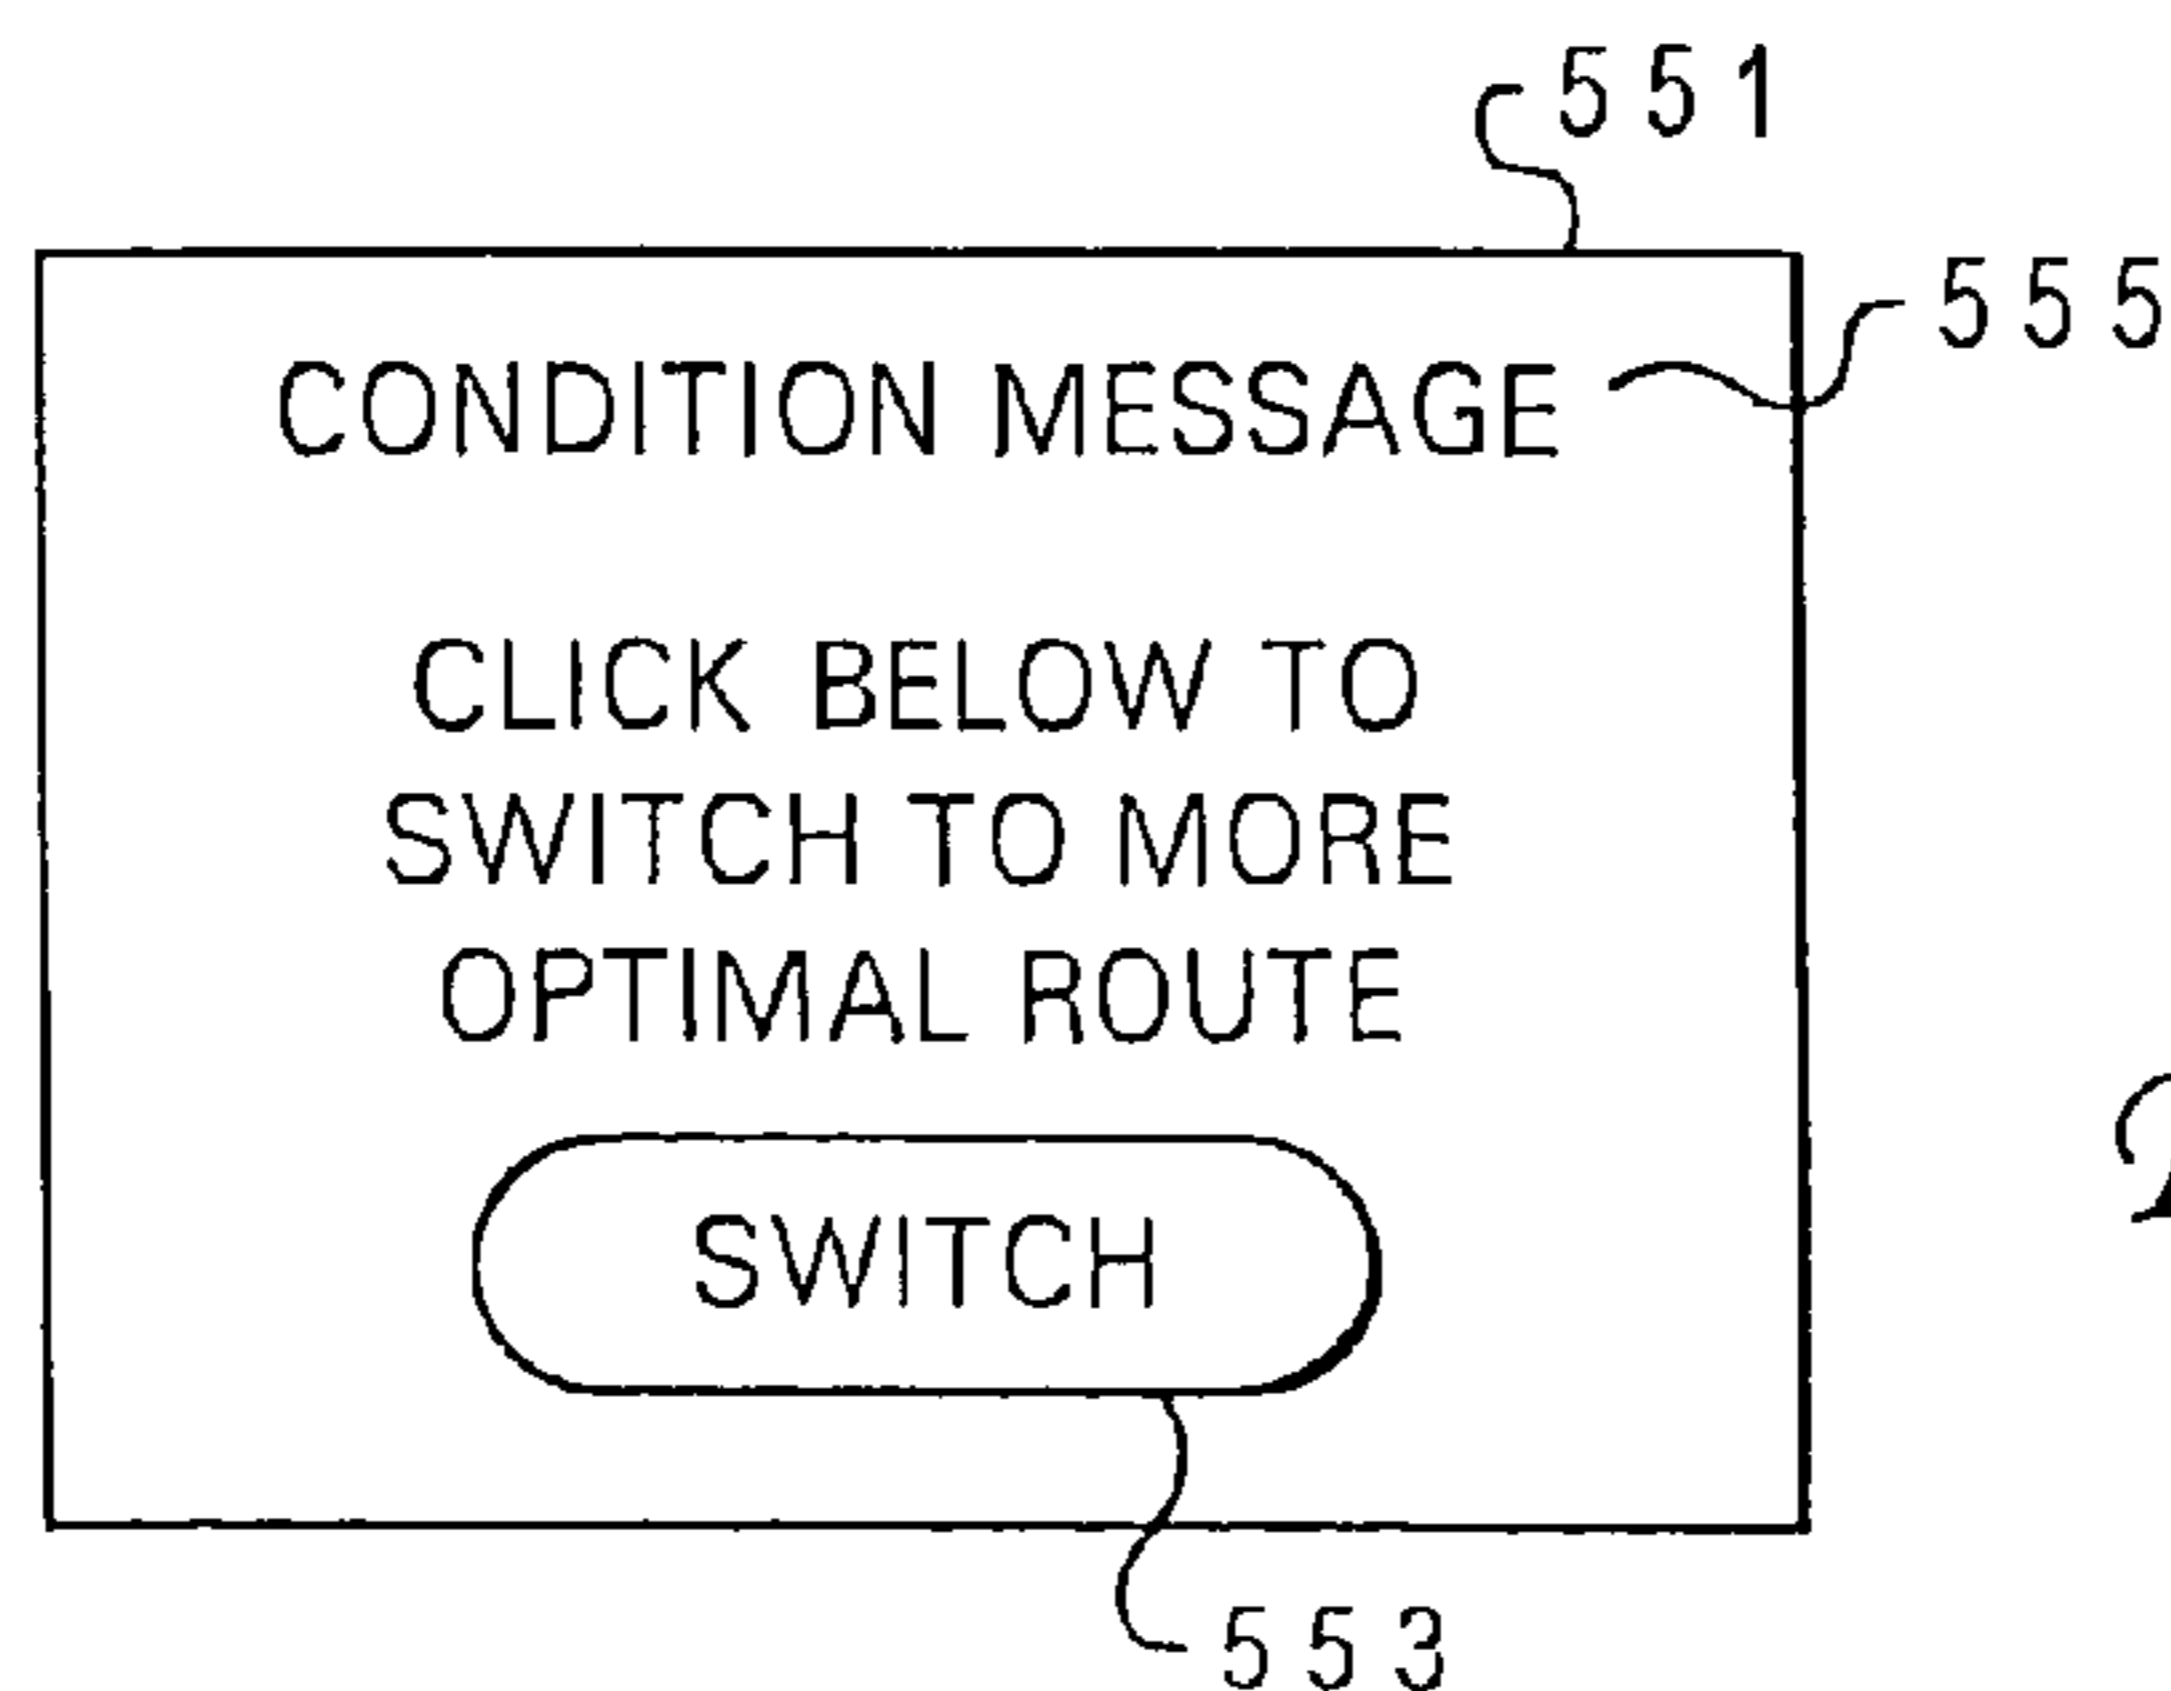 551
555
CONDITION MESSAGE
CLICK BELOW TO
SWITCH TO MORE
OPTIMAL ROUTE
SWITCH
553